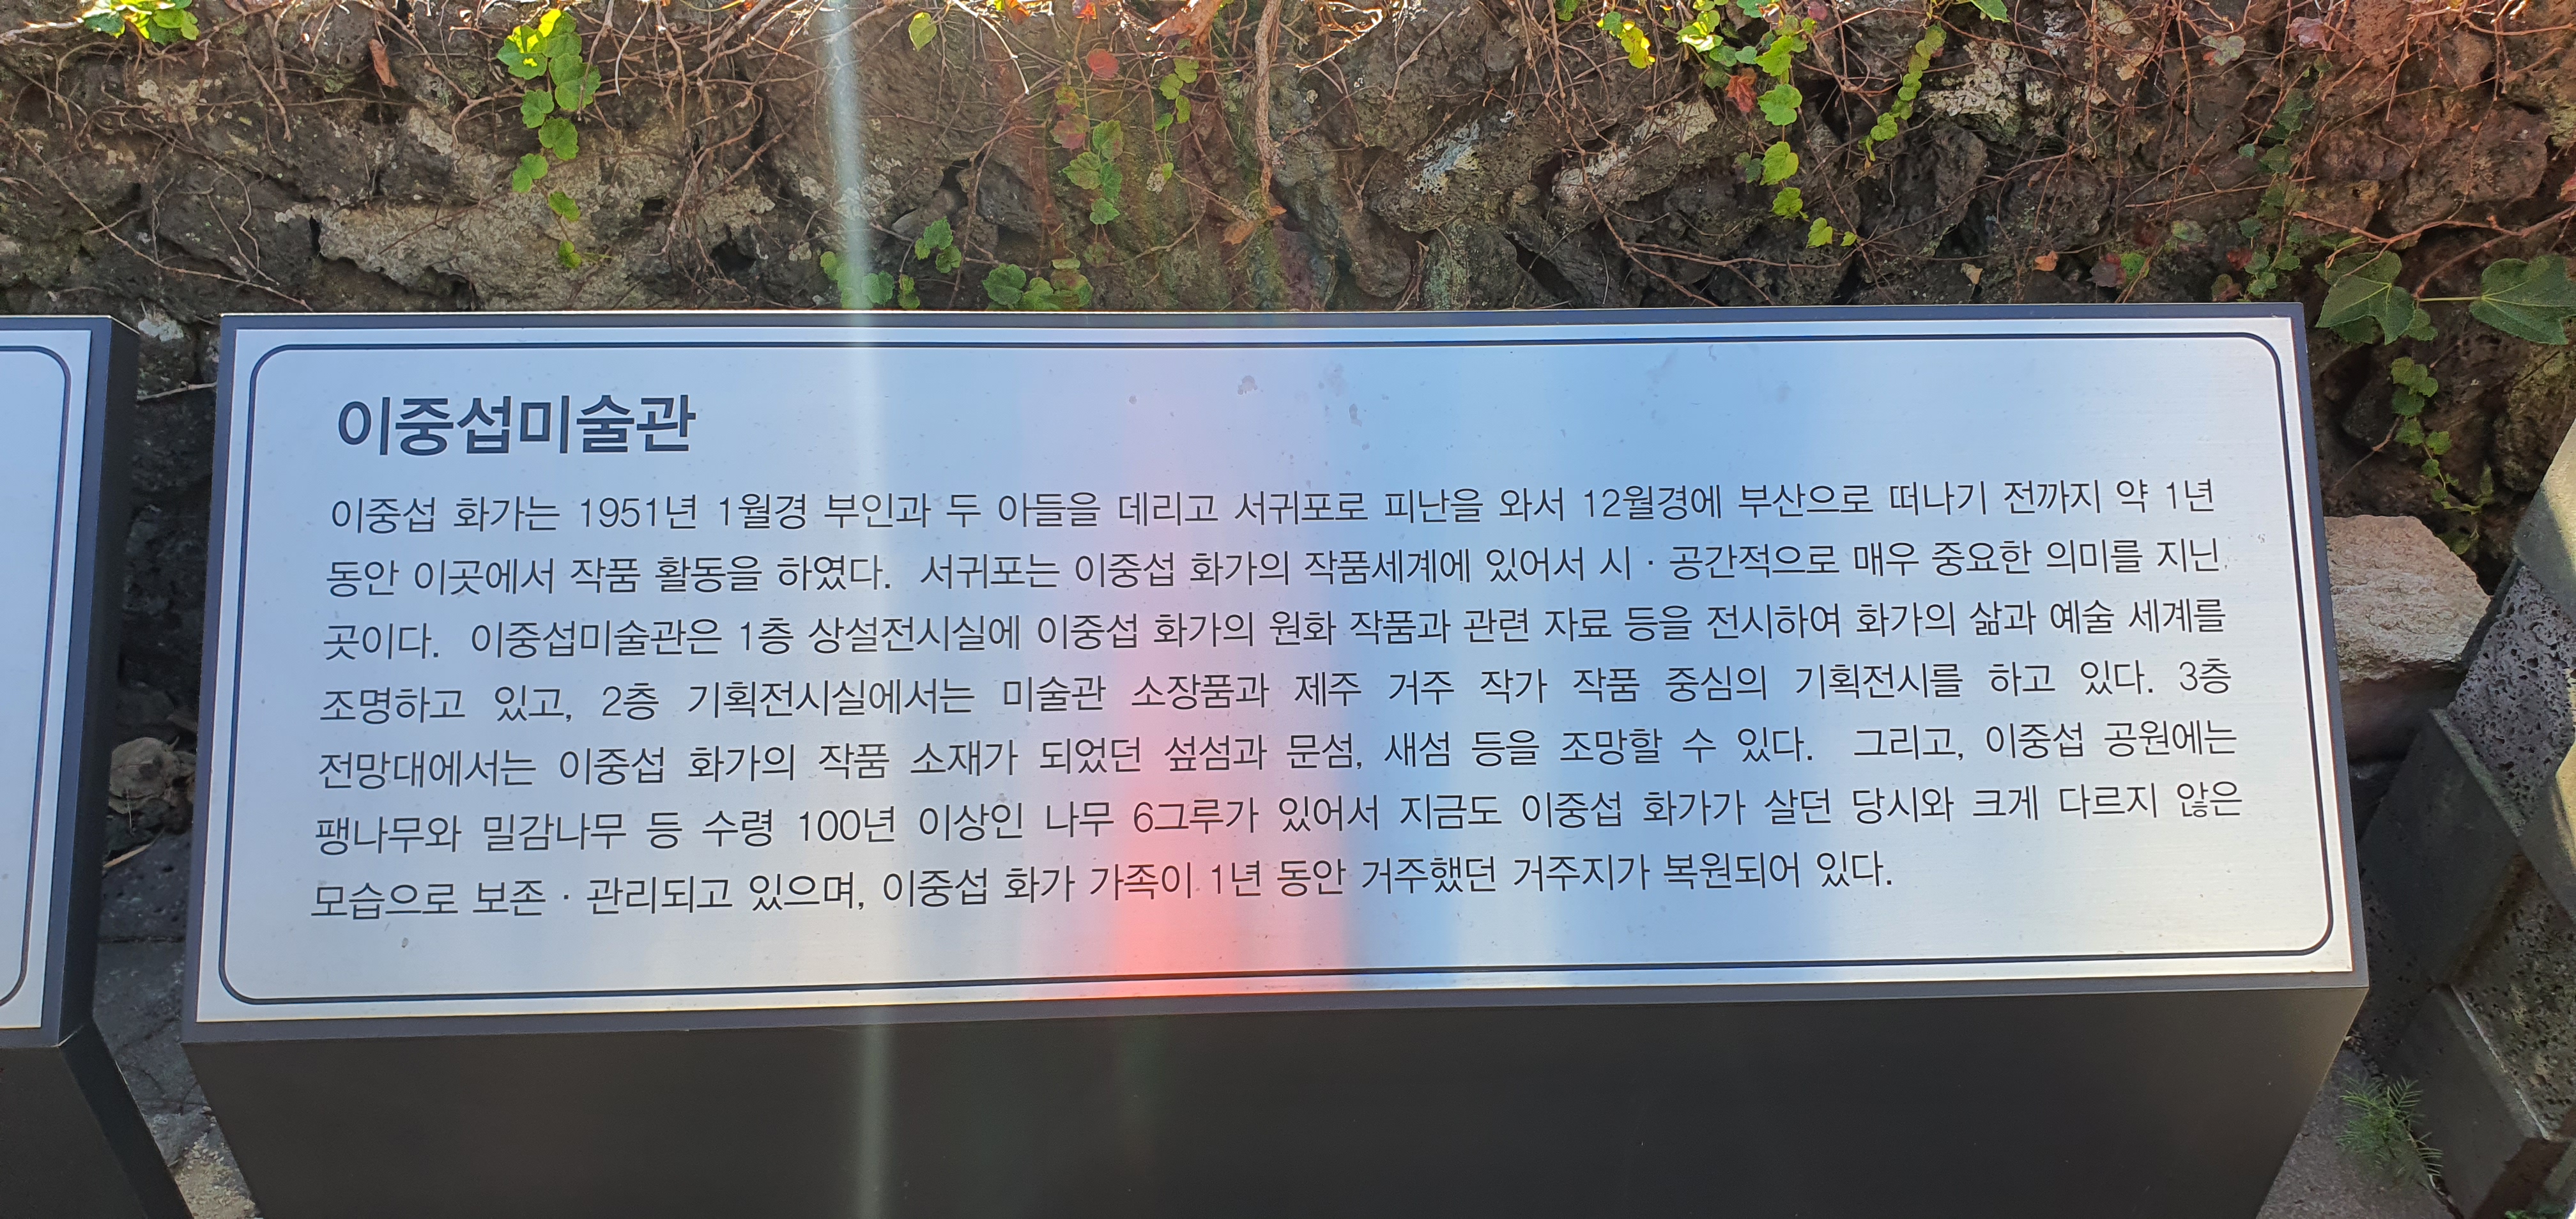 이중섭미술관
이중섭 화가는 1951년 1월경 부인과 두 아들을 데리고 서귀포로 피난을 와서 12월경에 부산으로 떠나기 전까지 약 1년
동안 이곳에서 작품 활동을 하였다. 서귀포는 이중섭 화가의 작품세계에 있어서 시·공간적으로 매우 중요한 의미를 지닌
곳이다. 이중섭미술관은 1층 상설전시실에 이중섭 화가의 원화 작품과 관련 자료 등을 전시하여 화가의 삶과 예술 세계를
조명하고 있고, 2층 기획전시실에서는 미술관 소장품과 제주 거주 작가 작품 중심의 기획전시를 하고 있다. 3층
전망대에서는 이중섭 화가의 작품 소재가 되었던 섶섬과 문섬, 새섬 등을 조망할 수 있다. 그리고, 이중섭 공원에는
팽나무와 밀감나무 등 수령 100년 이상인 나무 6그루가 있어서 지금도 이중섭 화가가 살던 당시와 크게 다르지 않은
모습으로 보존·관리되고 있으며, 이중섭 화가 가족이 1년 동안 거주했던 거주지가 복원되어 있다.